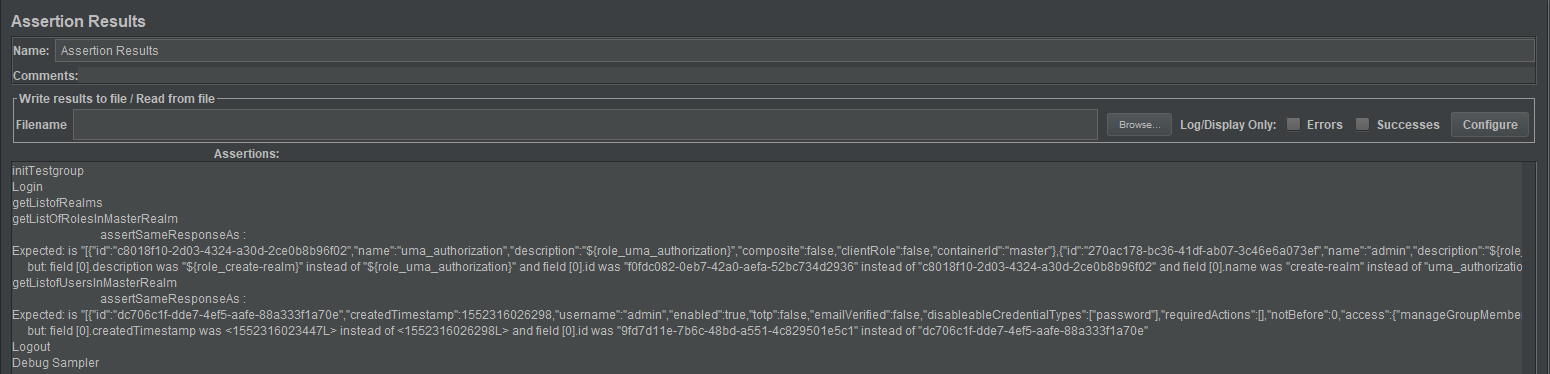 Assertion Results
Name: Assertion Results
Comments:
Write results to file / Read from file
Filename Browse... Log/Display Only: Errors Successes Configure
Assertions:
initTestgroup
Login
getListofRealms
getListOfRolesInMasterRealm
assertSameResponseAs :
Expected: is "[{"id":"c8018f10-2d03-4324-a30d-2ce0b8b96f02","name":"uma_authorization","description":"${role_uma_authorization}","composite":false,"clientRole":false,"containerId":"master"},{"id":"270ac178-bc36-41df-ab07-3c46e6a073ef","name":"admin","description":"${role_
but: field [0].description was "${role_create-realm}" instead of "${role_uma_authorization}" and field [0].id was "f0fdc082-0eb7-42a0-aefa-52bc734d2936" instead of "c8018f10-2d03-4324-a30d-2ce0b8b96f02" and field [0].name was "create-realm" instead of "uma_authorizatio
getListofUsersInMasterRealm
assertSameResponseAs :
Expected: is "[{"id":"dc706c1f-dde7-4ef5-aafe-88a333f1a70e","createdTimestamp":1552316026298,"username":"admin","enabled":true,"totp":false,"emailVerified":false,"disableableCredentialTypes":["password"],"requiredActions":[],"notBefore":0,"access":{"manageGroupMembe
but: field [0].createdTimestamp was <1552316023447L> instead of <1552316026298L> and field [0].id was "9fd7d11e-7b6c-48bd-a551-4c829501e5c1" instead of "dc706c1f-dde7-4ef5-aafe-88a333f1a70e"
Logout
Debug Sampler